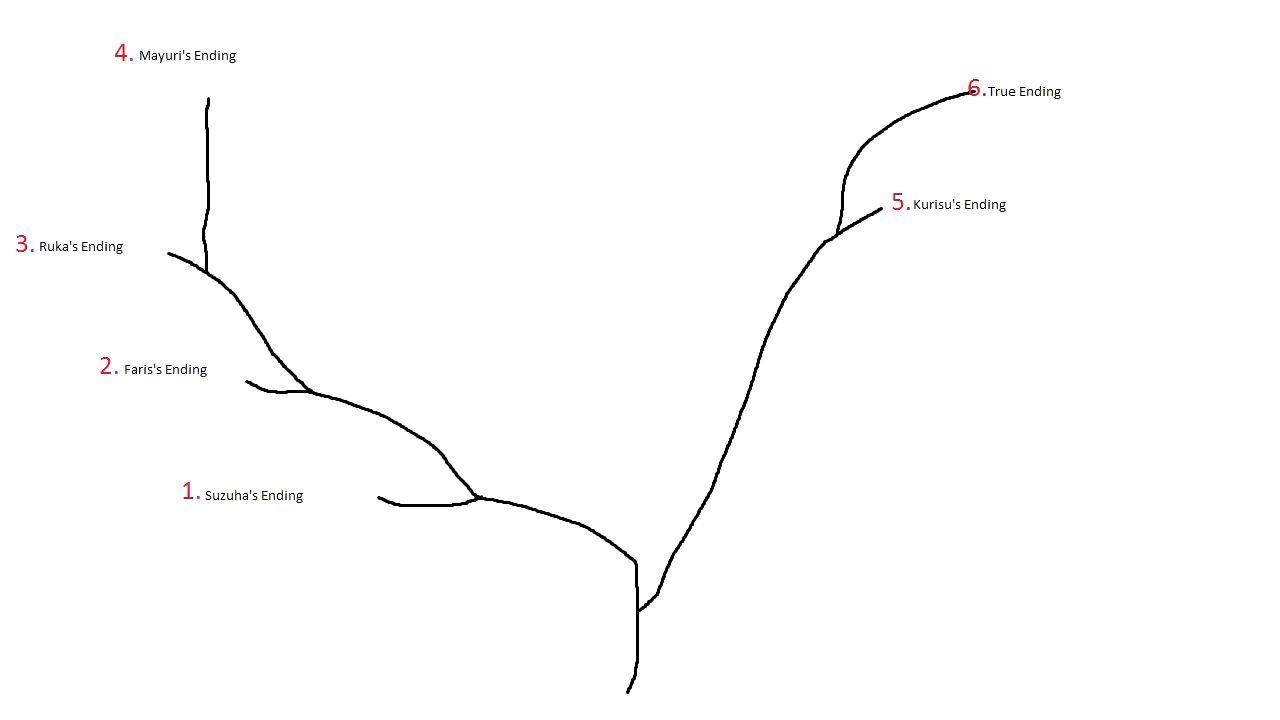 4. Mayuri's Ending
6.True Ending
5.Kurisu's Ending
3. Ruka's Ending
2. Faris's Ending
1. Suzuha's Ending